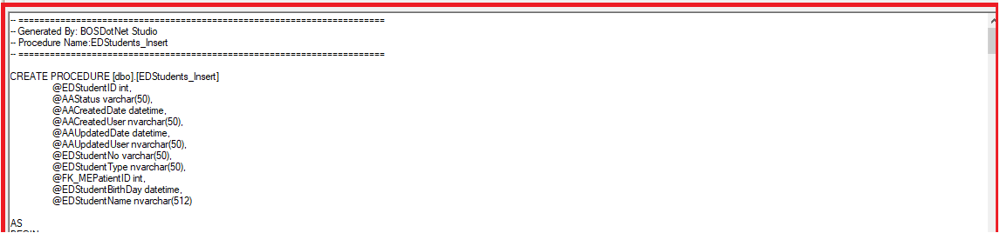 -- =====================================================================
-- Generated By: BOSDotNet Studio
-- Procedure Name:EDStudents_Insert
-- =====================================================================
CREATE PROCEDURE [dbo].[EDStudents_Insert]
@EDStudentID int,
@AAStatus varchar(50),
@AACreatedDate datetime,
@AACreatedUser nvarchar(50),
@AAUpdatedDate datetime,
@AAUpdatedUser nvarchar(50),
@EDStudentNo varchar(50),
@EDStudentType nvarchar(50),
@FK_MEPatientID int,
@EDStudentBirthDay datetime,
@EDStudentName nvarchar(512)
AS